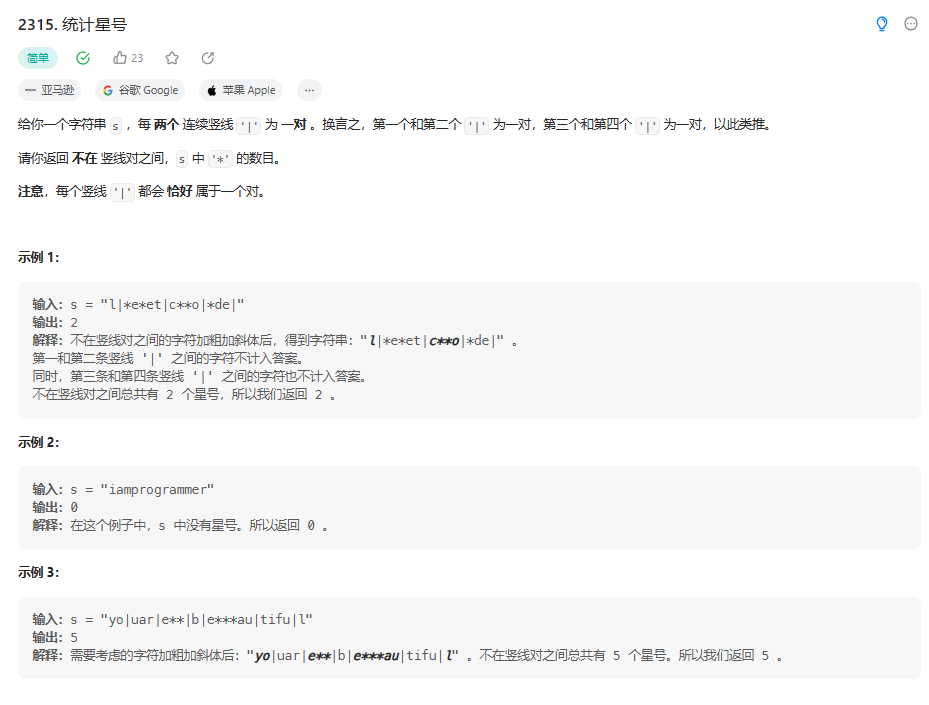 2315. 统计星号
简单 23
亚马逊 谷歌 Google 苹果 Apple ···
给你一个字符串 s ，每 两个 连续竖线 '|' 为 一对 。换言之，第一个和第二个 '|' 为一对，第三个和第四个 '|' 为一对，以此类推。
请你返回 不在 竖线对之间，s 中 '*' 的数目。
注意，每个竖线 '|' 都会 恰好 属于一个对。
示例 1：
输入：s = "l|*e*et|c**o|*de|"
输出：2
解释：不在竖线对之间的字符加粗加斜体后，得到字符串："l|*e*et|c**o|*de|" 。
第一和第二条竖线 '|' 之间的字符不计入答案。
同时，第三条和第四条竖线 '|' 之间的字符也不计入答案。
不在竖线对之间总共有 2 个星号，所以我们返回 2 。
示例 2：
输入：s = "iamprogrammer"
输出：0
解释：在这个例子中，s 中没有星号。所以返回 0 。
示例 3：
输入：s = "yo|uar|e**|b|e***au|tifu|l"
输出：5
解释：需要考虑的字符加粗加斜体后："yo|uar|e**|b|e***au|tifu|l" 。不在竖线对之间总共有 5 个星号。所以我们返回 5 。